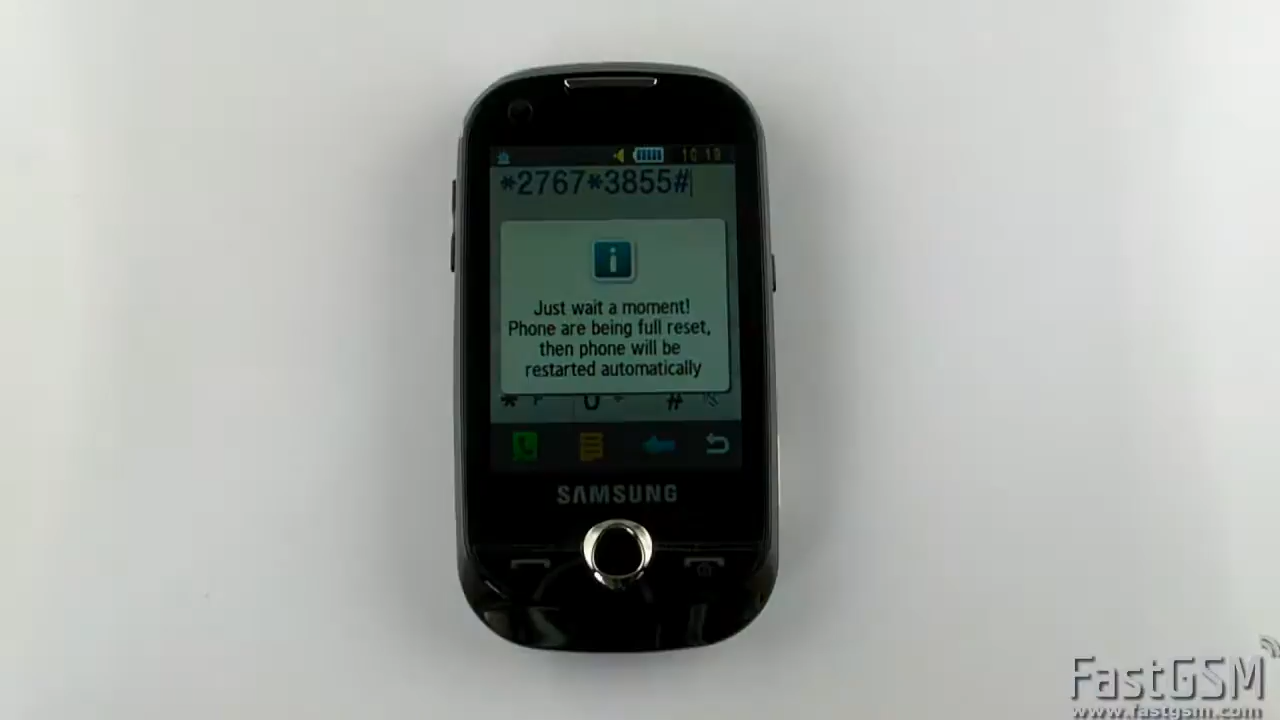 10:19
*2767*3855#
i
Just wait a moment!
Phone are being full reset,
then phone will be
restarted automatically
* P 0 + #
SAMSUNG
FastGSM
www.fastgsm.com